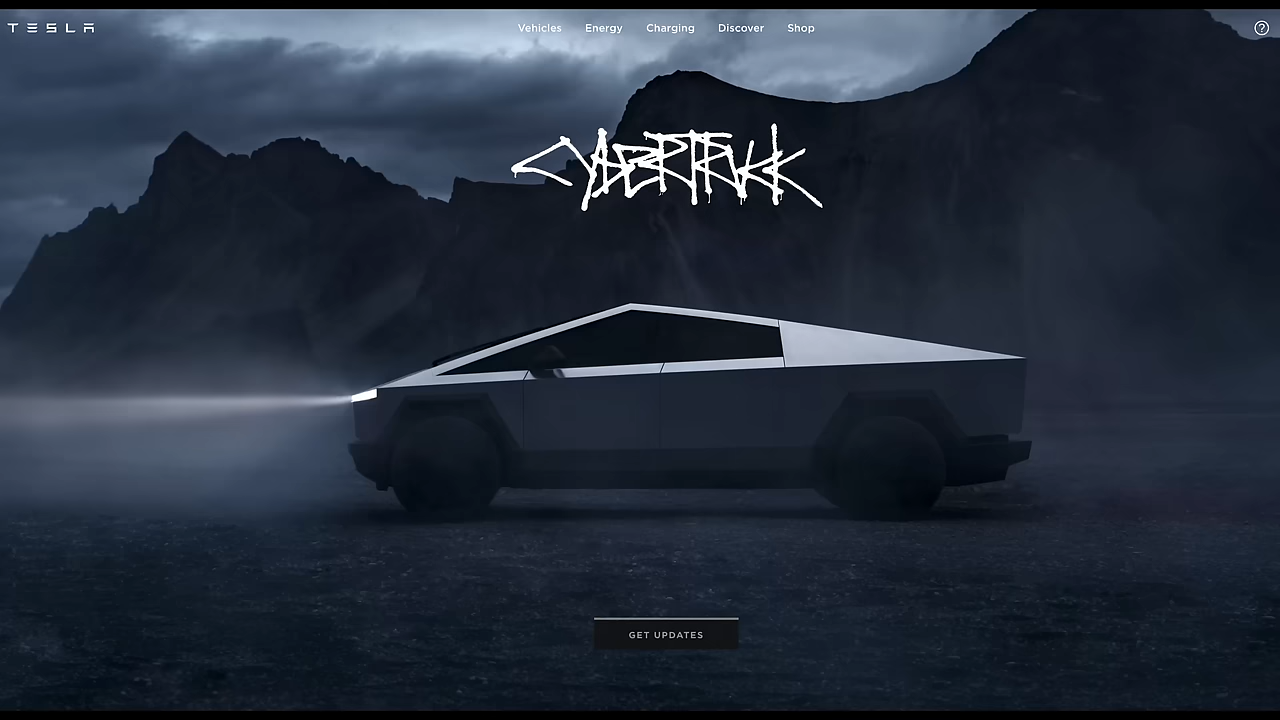 TESLA
Vehicles Energy Charging Discover Shop
?
CYBERTRUCK
GET UPDATES